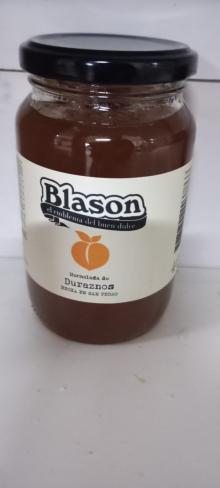 Blason
el emblema del buen dulce
Mermelada de
Duraznos
HECHA EN SAN PEDRO